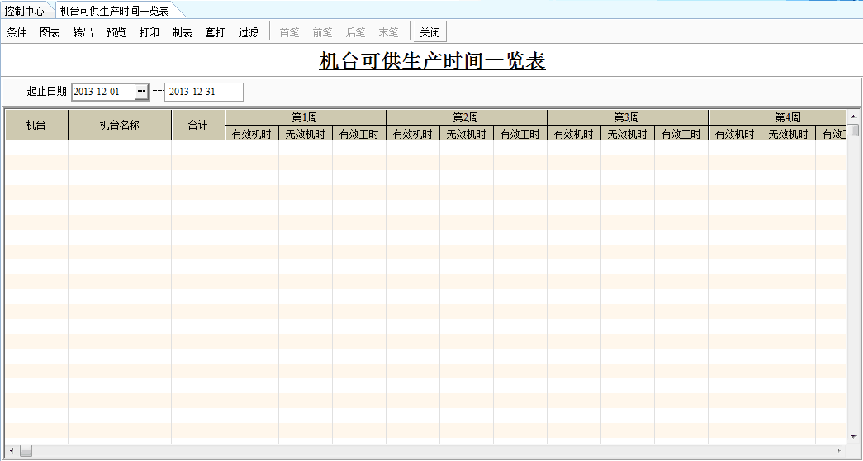 控制中心 机台可供生产时间一览表
条件 图表 输出 预览 打印 制表 套打 过滤 首笔 前笔 后笔 末笔 关闭
机台可供生产时间一览表
起止日期 2013-12-01 --- 2013-12-31
机台 机台名称 合计 第1周 第2周 第3周 第4周
有效机时 无效机时 有效工时 有效机时 无效机时 有效工时 有效机时 无效机时 有效工时 有效机时 无效机时 有效工